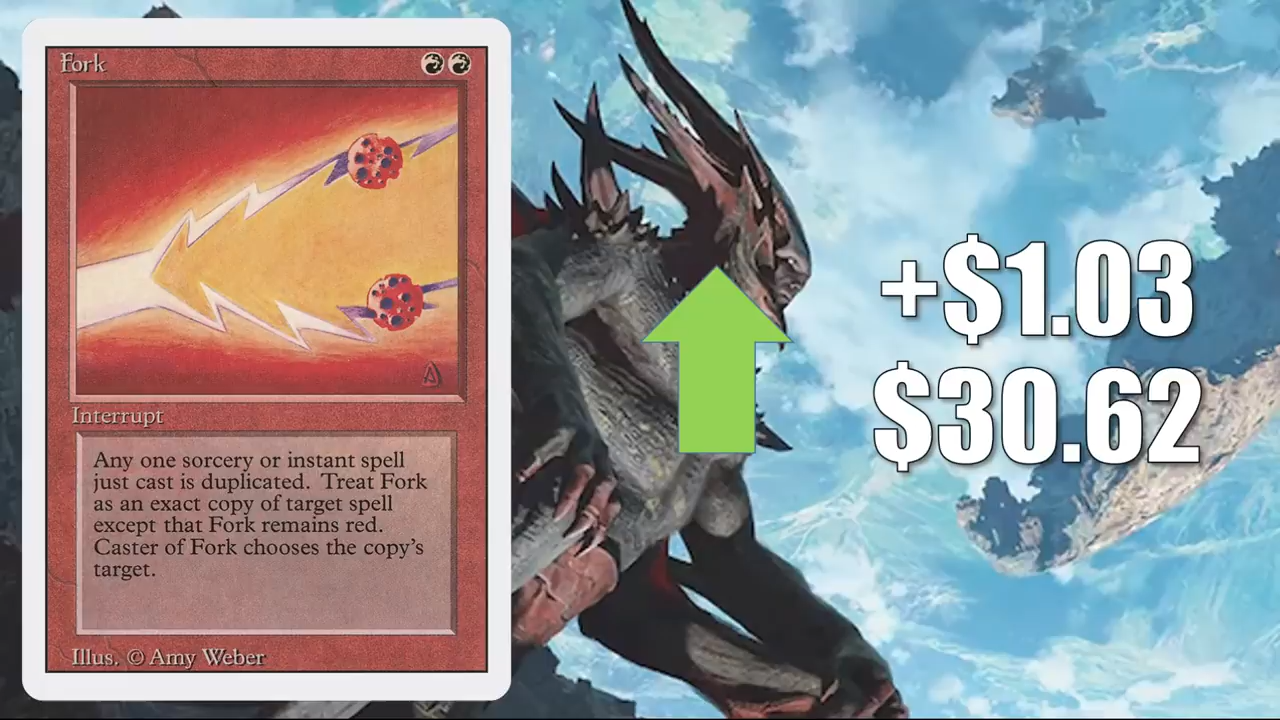 Fork
Any one sorcery or instant spell
just cast is duplicated. Treat Fork
as an exact copy of target spell
except that Fork remains red.
Caster of Fork chooses the copy's
target.
Interrupt
Illus. © Amy Weber
+$1.03
$30.62